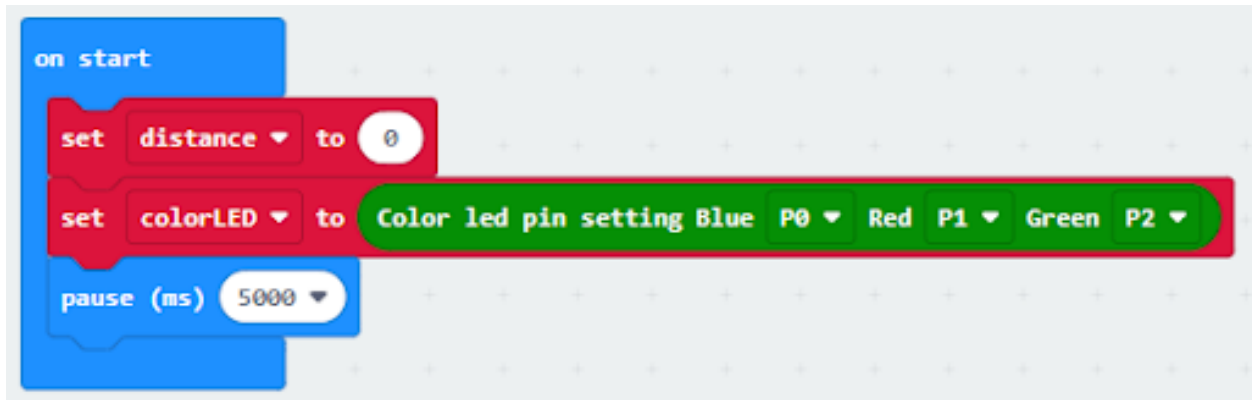 on start
set distance to 0
set colorLED to Color led pin setting Blue P0 Red P1 Green P2
pause (ms) 5000